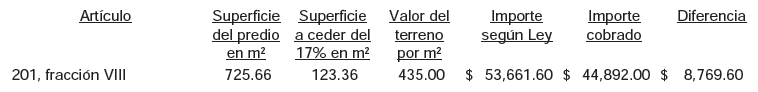 Artículo Superficie Superficie Valor del Importe Importe Diferencia
del predio a ceder del terreno según Ley cobrado
en m² 17% en m² por m²
201, fracción VIII 725.66 123.36 435.00 $ 53,661.60 $ 44,892.00 $ 8,769.60